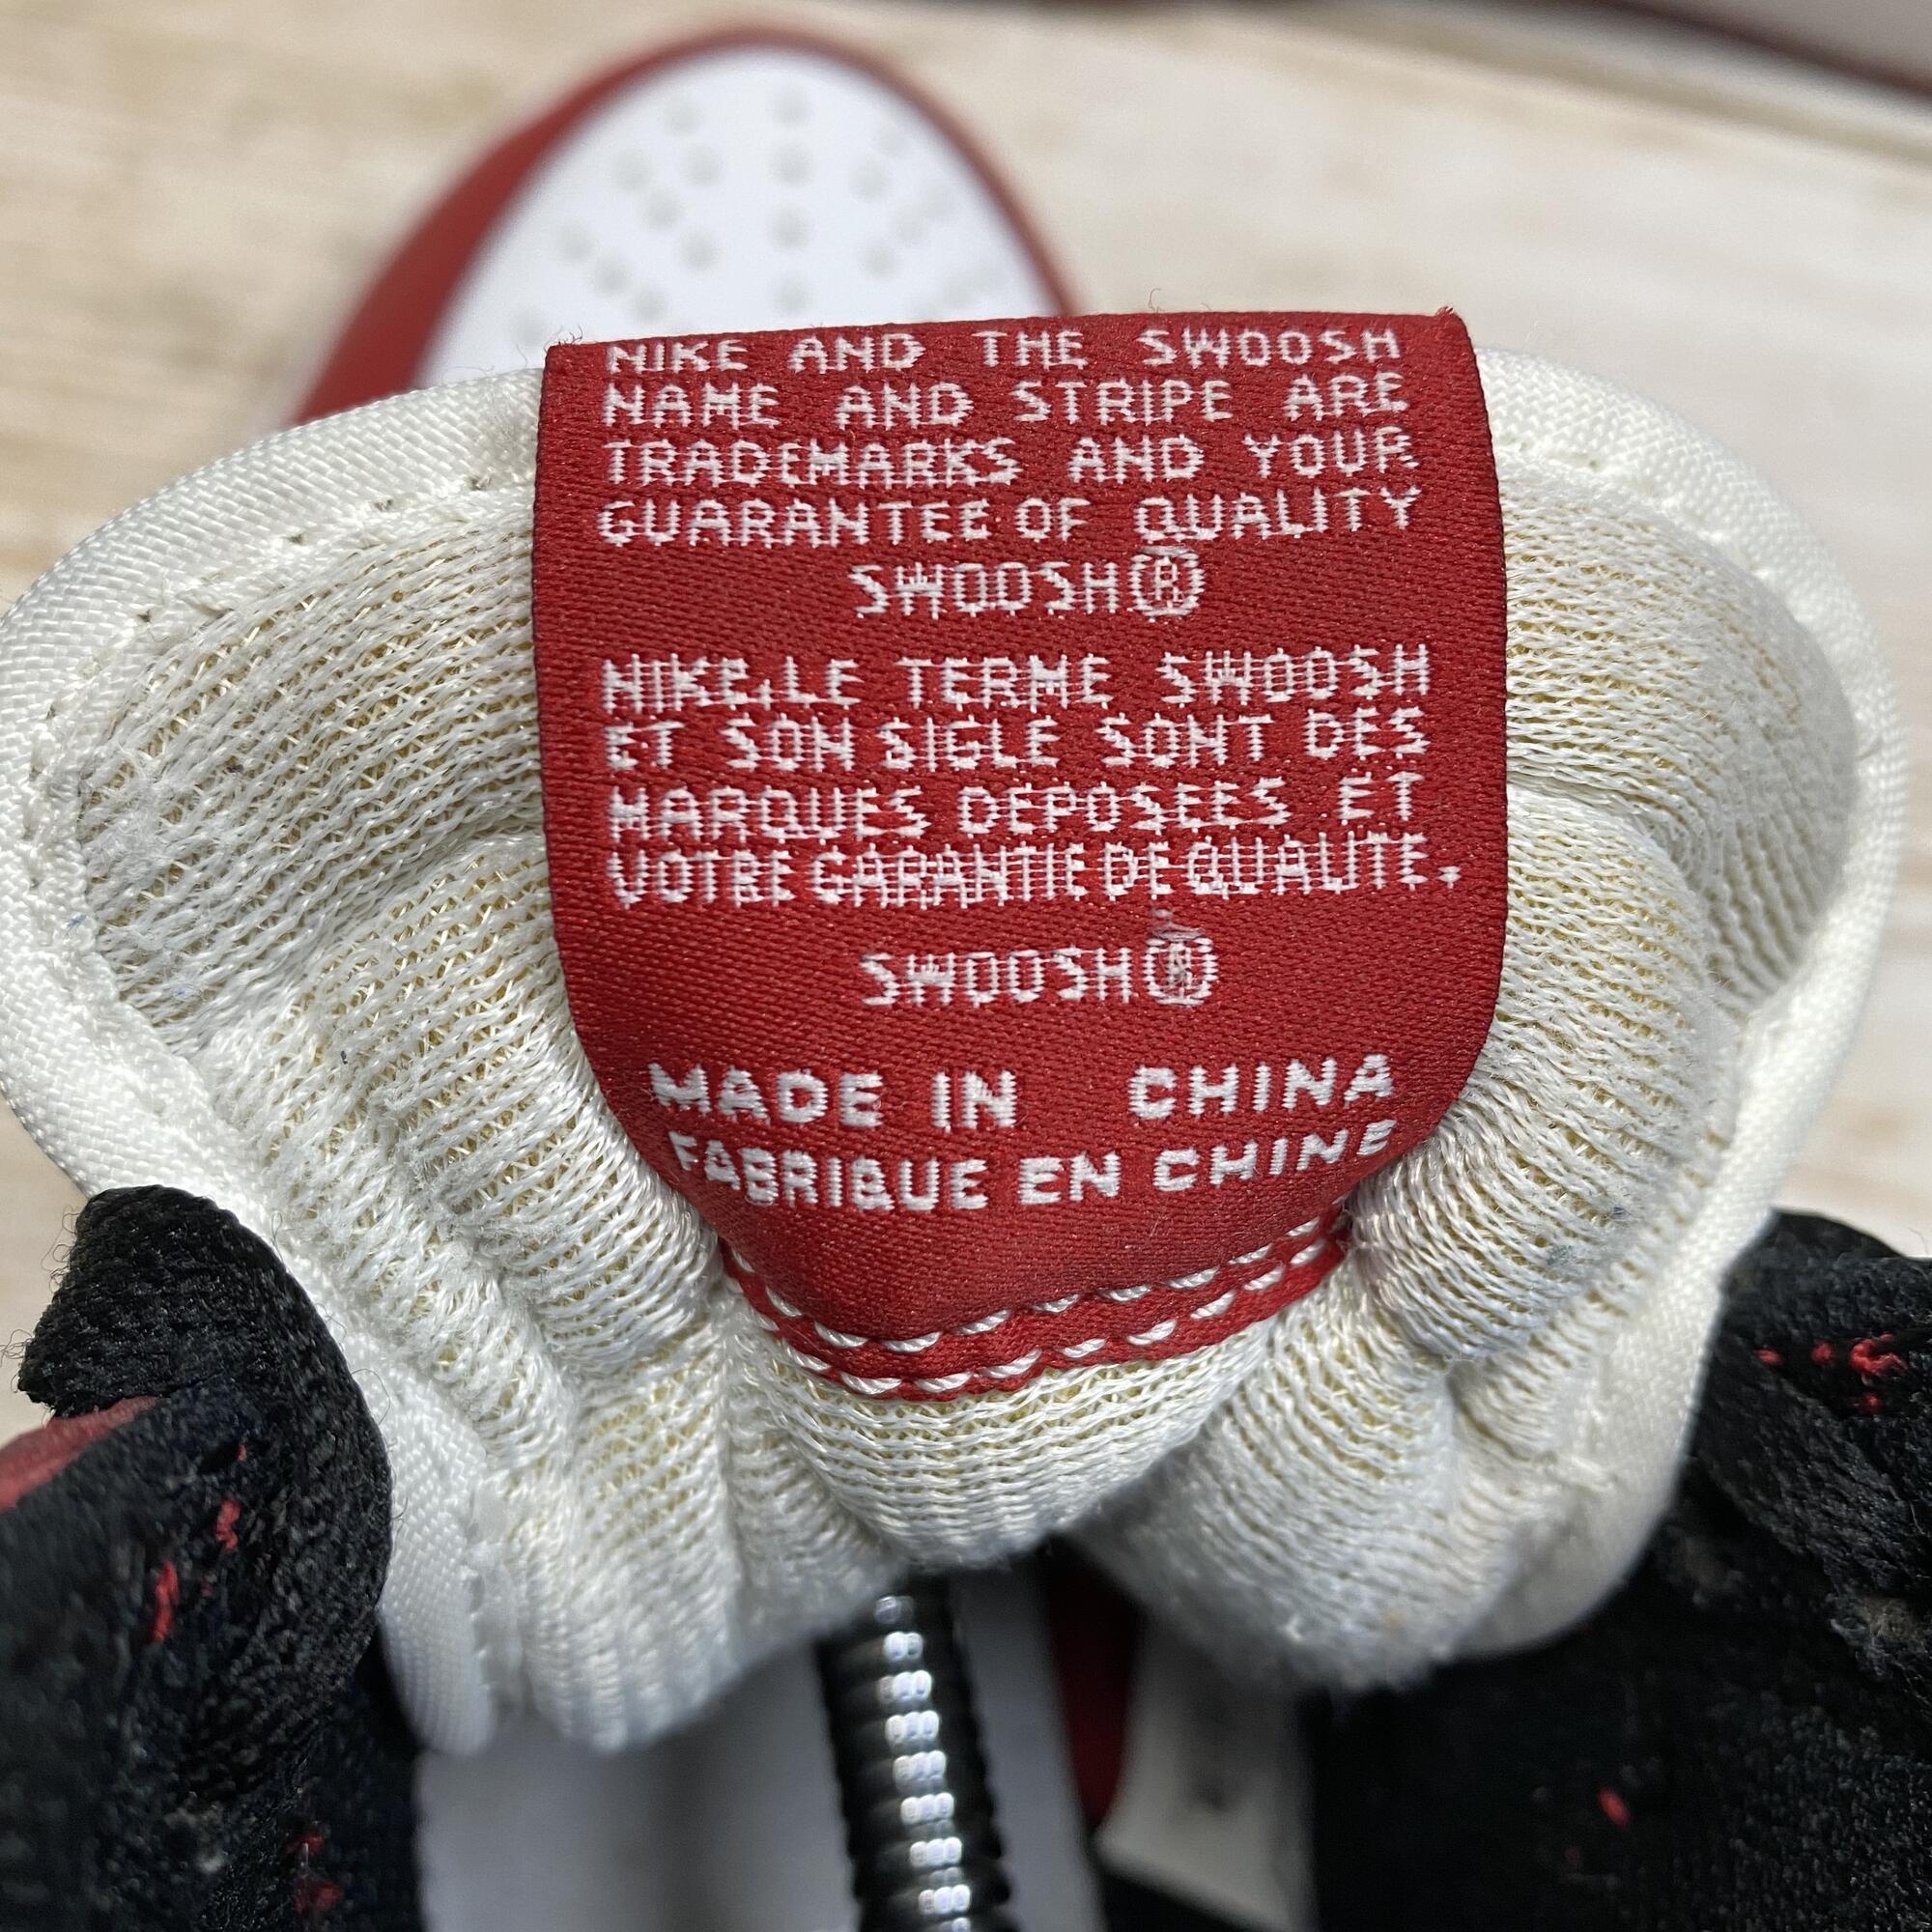 NIKE AND THE SWOOSH
NAME AND STRIPE ARE
TRADEMARKS AND YOUR
GUARANTEE OF QUALITY
SWOOSH®
NIKE,LE TERME SWOOSH
ET SON SIGLE SONT DES
MARQUES DEPOSEES ET
VOTRE GARANTIE DE QUALITE.
SWOOSH®
MADE IN CHINA
FABRIQUE EN CHINE